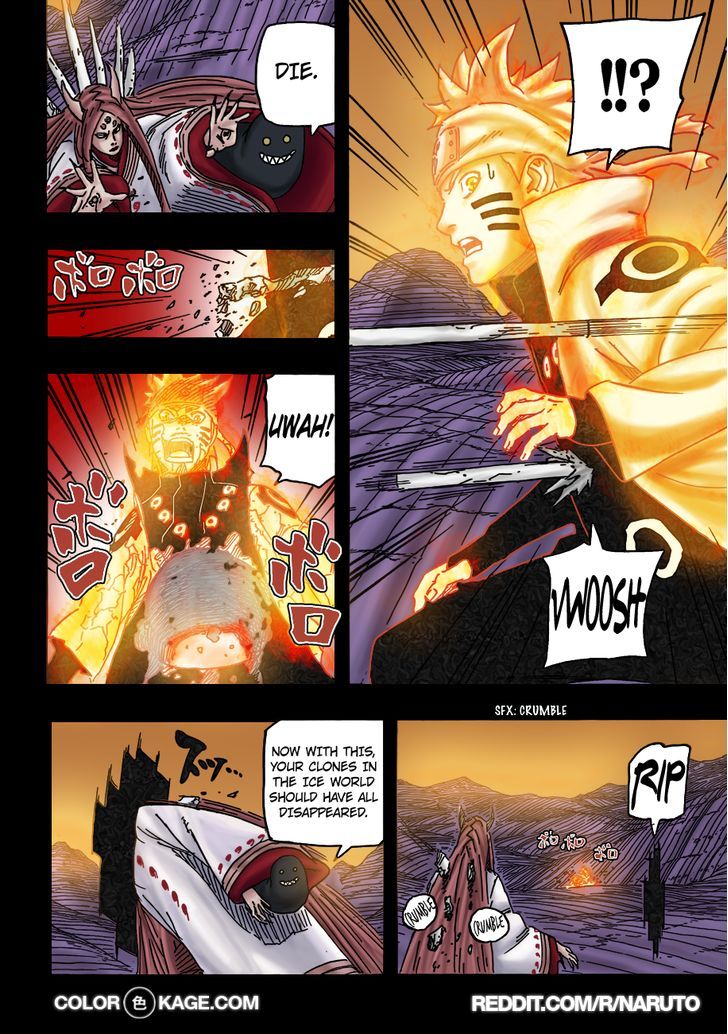 !!?
DIE.
VWOOSH
ボロ ボロ
UWAH!
ボロ
ボロ
SFX: CRUMBLE
RIP
ボロ
ボロ
ボロ
CRUMBLE
CRUMBLE
NOW WITH THIS,
YOUR CLONES IN
THE ICE WORLD
SHOULD HAVE ALL
DISAPPEARED.
ズズ…
COLOR 色 KAGE.COM
REDDIT.COM/R/NARUTO